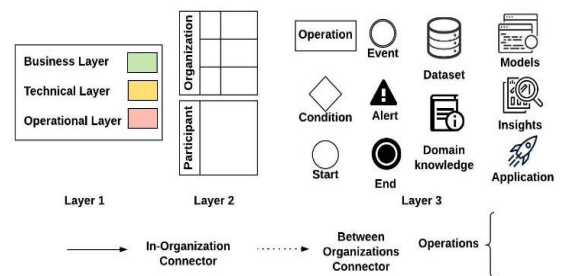 Business Layer
Technical Layer
Operational Layer
Layer 1
Organization
Participant
Layer 2
Operation
Event
Dataset
Models
Condition
Alert
Domain
knowledge
Insights
Start
End
Application
Layer 3
In-Organization
Connector
Between
Organizations
Connector
Operations